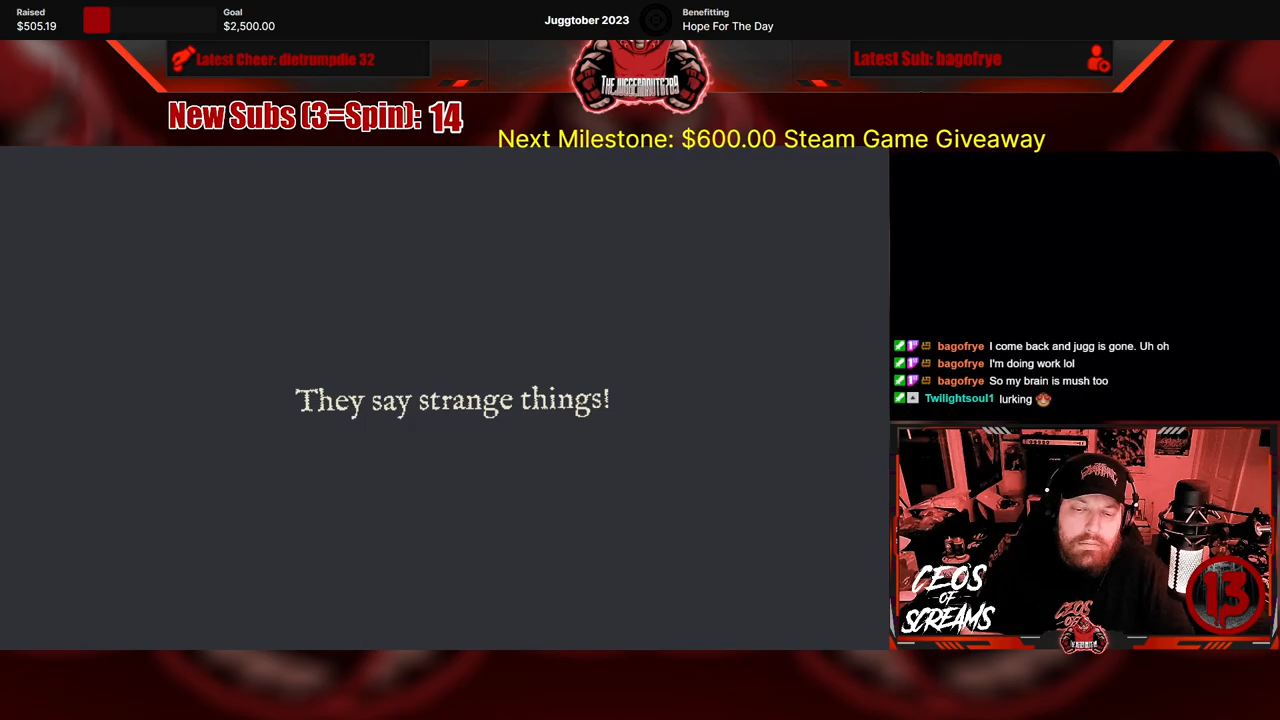 Raised
$505.19
Goal
$2,500.00
Juggtober 2023
Benefitting
Hope For The Day
Latest Cheer: dietrumpdie 32
THEJUGGERNAUT6789
Latest Sub: bagofrye
New Subs (3=Spin): 14
Next Milestone: $600.00 Steam Game Giveaway
They say strange things!
bagofrye I come back and jugg is gone. Uh oh
bagofrye I'm doing work lol
bagofrye So my brain is mush too
Twilightsoul1 lurking
CEOS
OF
SCREAMS
CEOS
OF
13